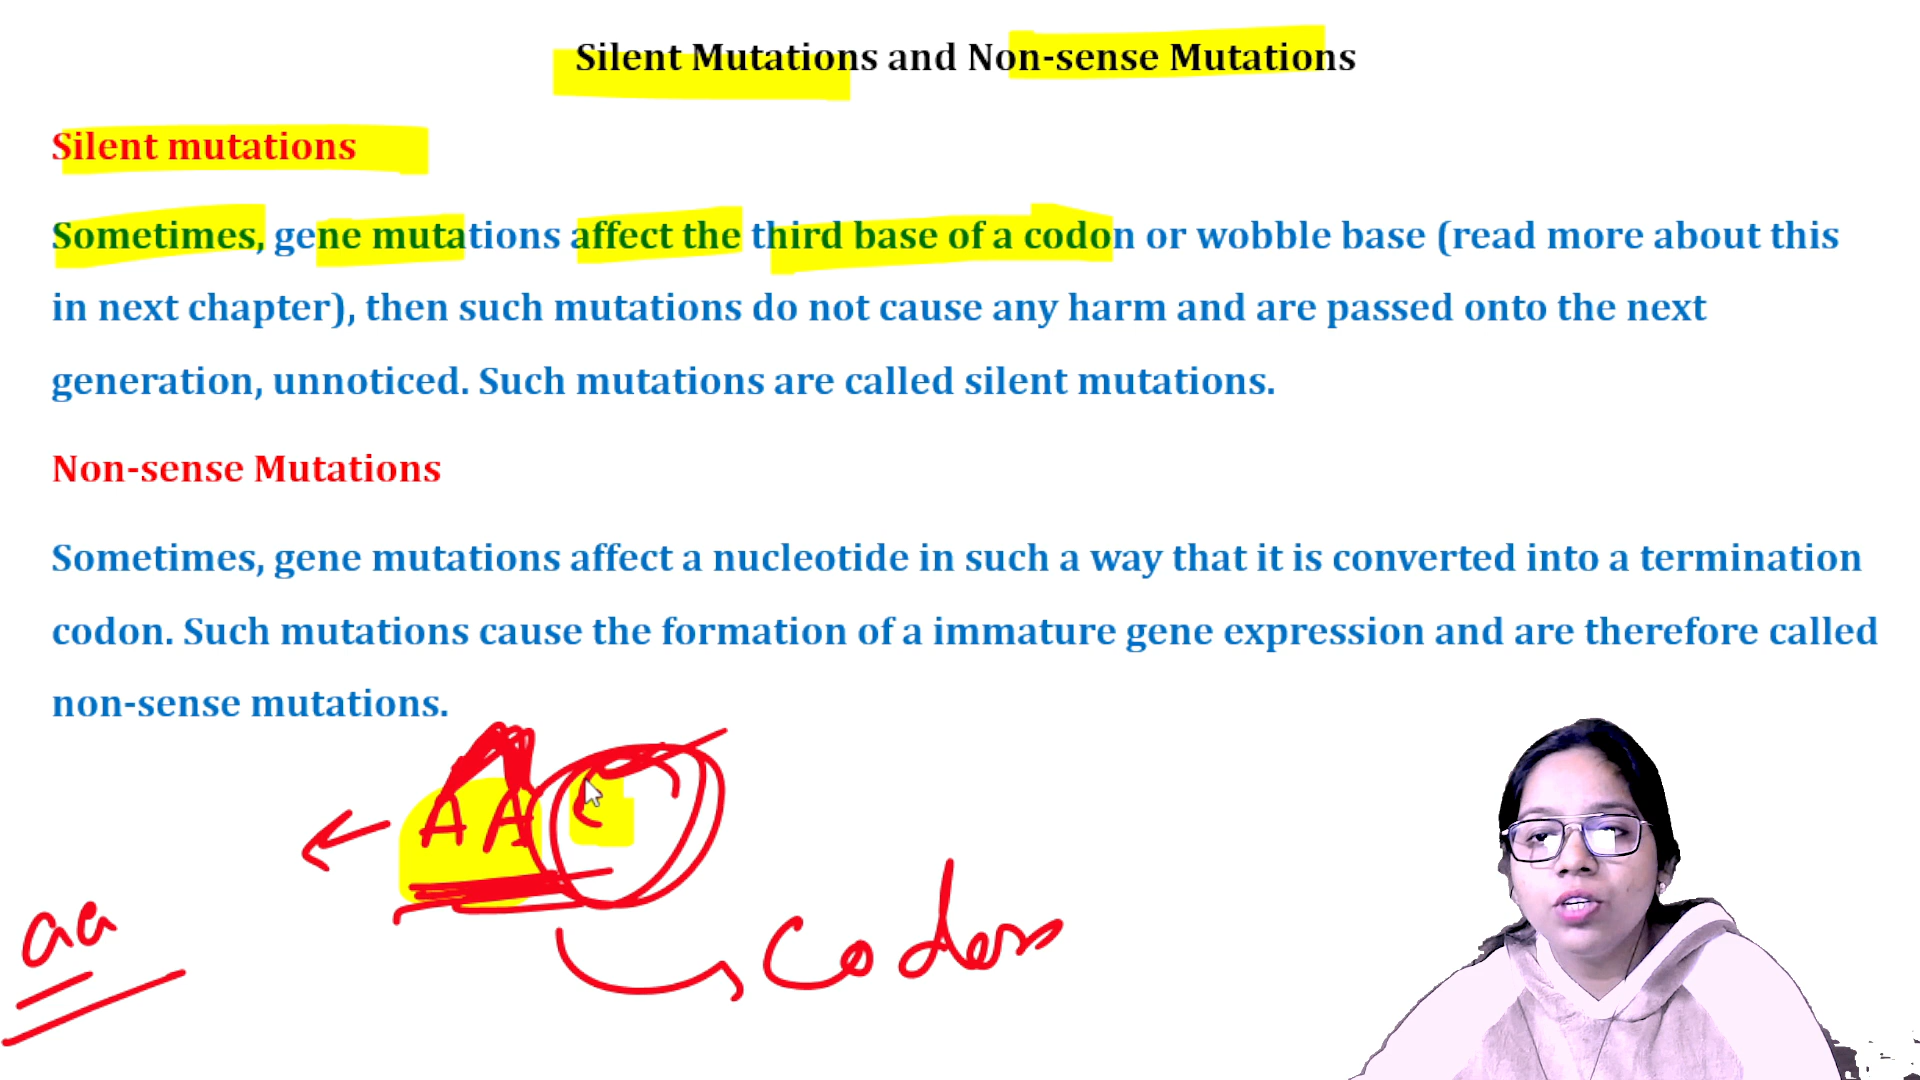 Silent Mutations and Non-sense Mutations
Silent mutations
Sometimes, gene mutations affect the third base of a codon or wobble base (read more about this
in next chapter), then such mutations do not cause any harm and are passed onto the next
generation, unnoticed. Such mutations are called silent mutations.
Non-sense Mutations
Sometimes, gene mutations affect a nucleotide in such a way that it is converted into a termination
codon. Such mutations cause the formation of a immature gene expression and are therefore called
non-sense mutations.
A A C
aa
Codon